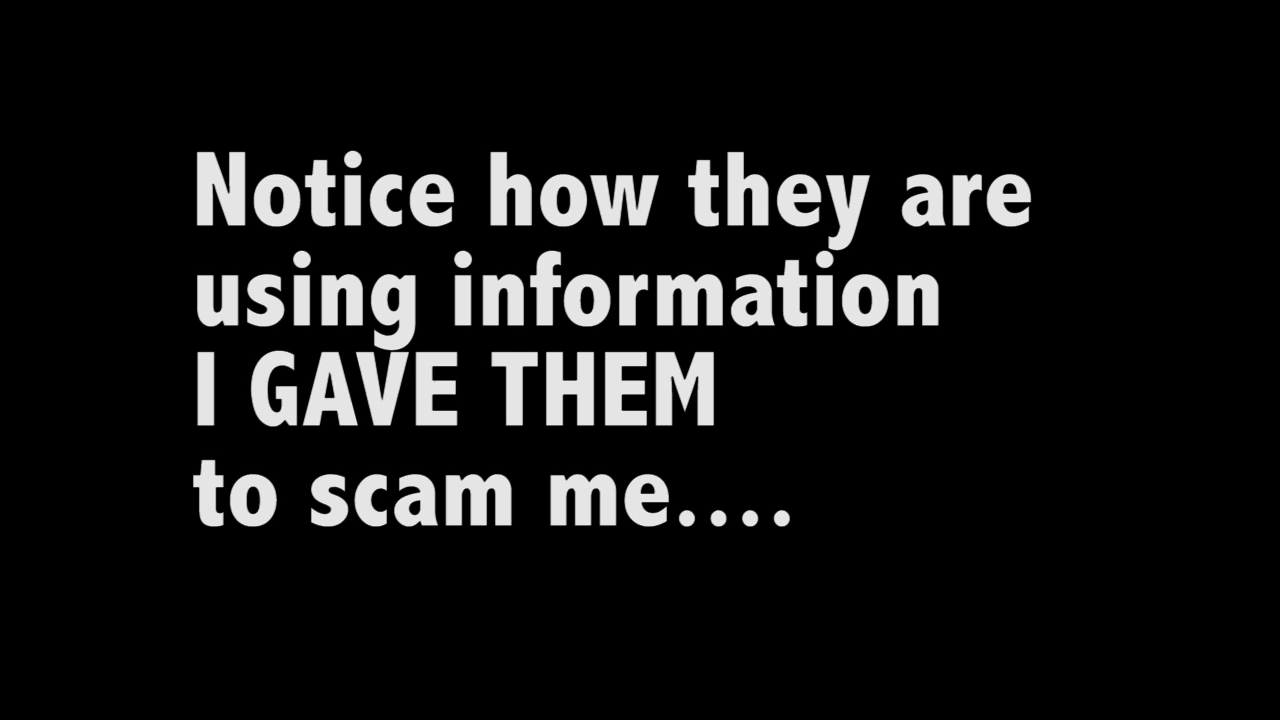 Notice how they are
using information
I GAVE THEM
to scam me....